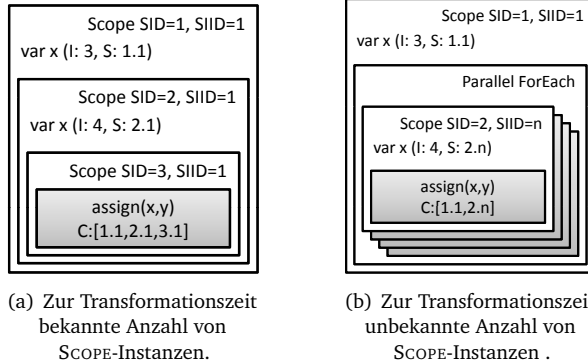 Scope SID=1, SIID=1
var x (I: 3, S: 1.1)
Scope SID=2, SIID=1
var x (I: 4, S: 2.1)
Scope SID=3, SIID=1
assign(x,y)
C:[1.1,2.1,3.1]
(a) Zur Transformationszeit
bekannte Anzahl von
SCOPE-Instanzen.
Scope SID=1, SIID=1
var x (I: 3, S: 1.1)
Parallel ForEach
Scope SID=2, SIID=n
var x (I: 4, S: 2.n)
assign(x,y)
C:[1.1,2.n]
(b) Zur Transformationszei
unbekannte Anzahl von
SCOPE-Instanzen .